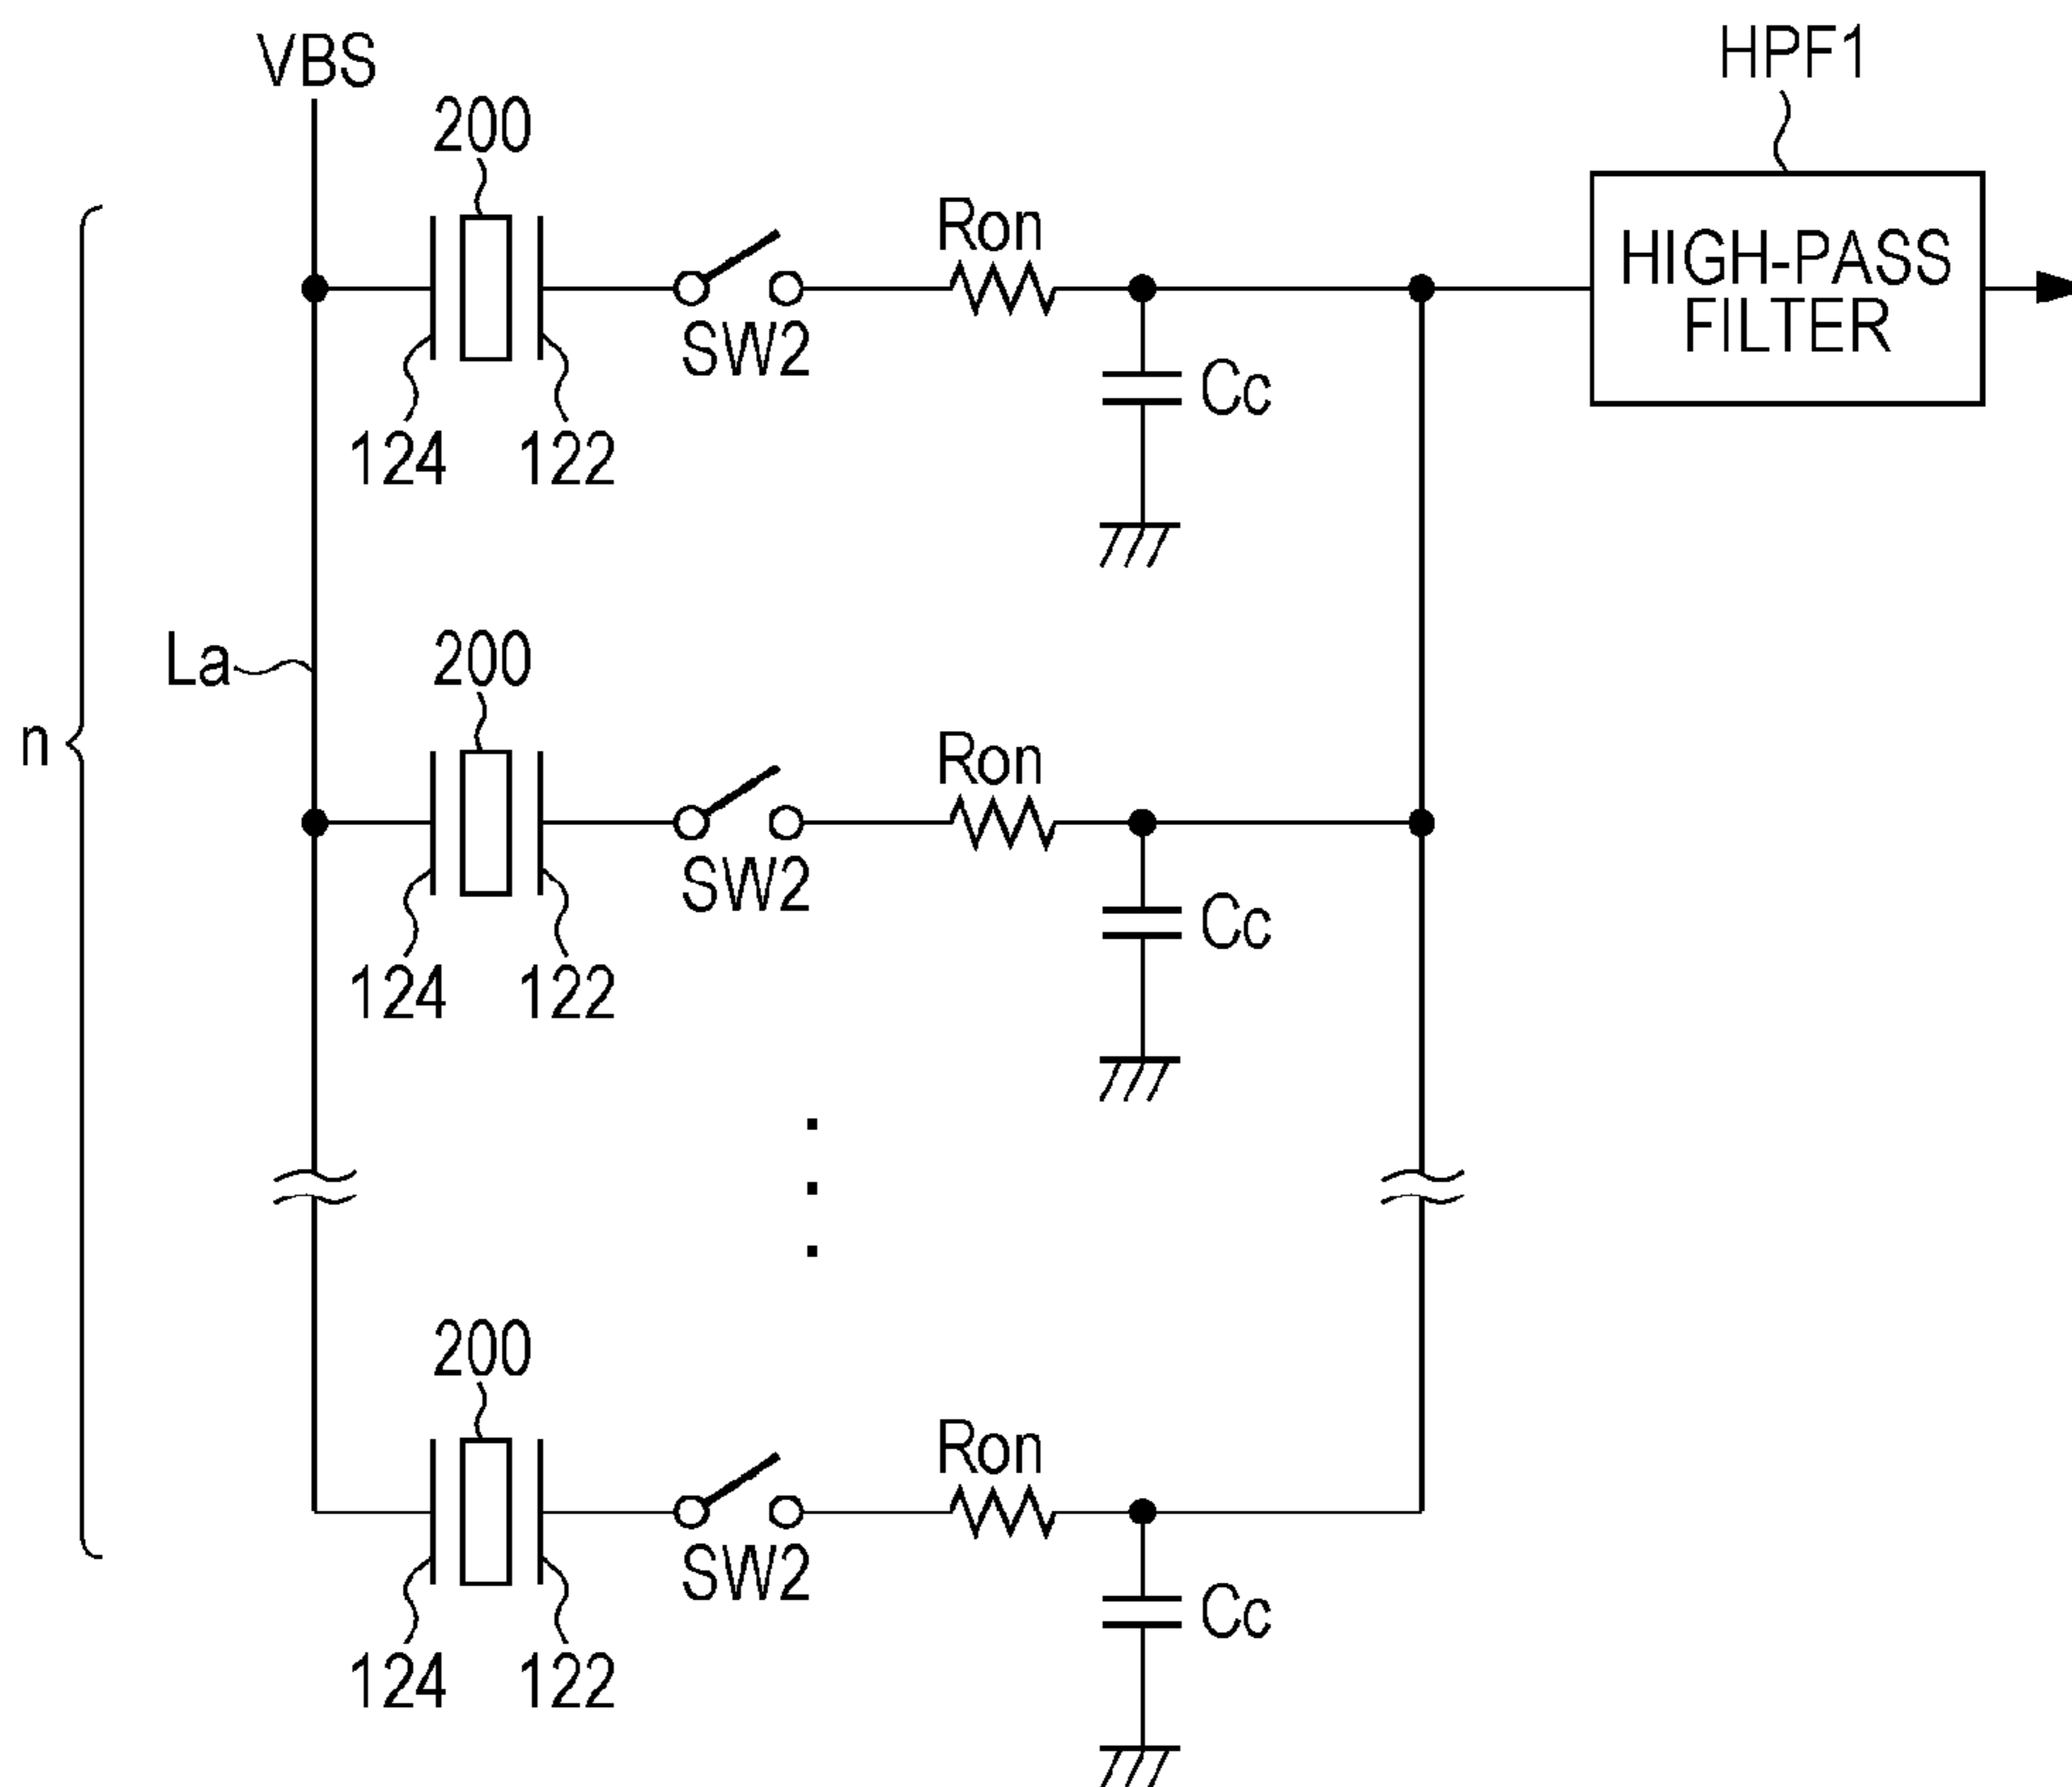 VBS
HPF1
200
Ron
HIGH-PASS
FILTER
SW2
Cc
124
122
La
200
n
Ron
SW2
Cc
124
122
200
Ron
SW2
Cc
124
122